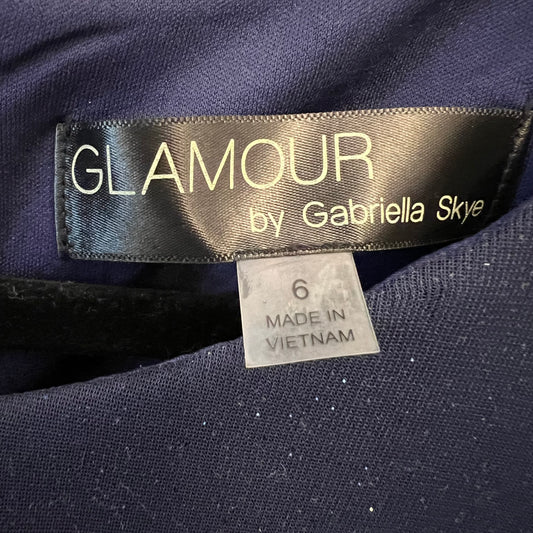 GLAMOUR
by Gabriella Skye
6
MADE IN
VIETNAM